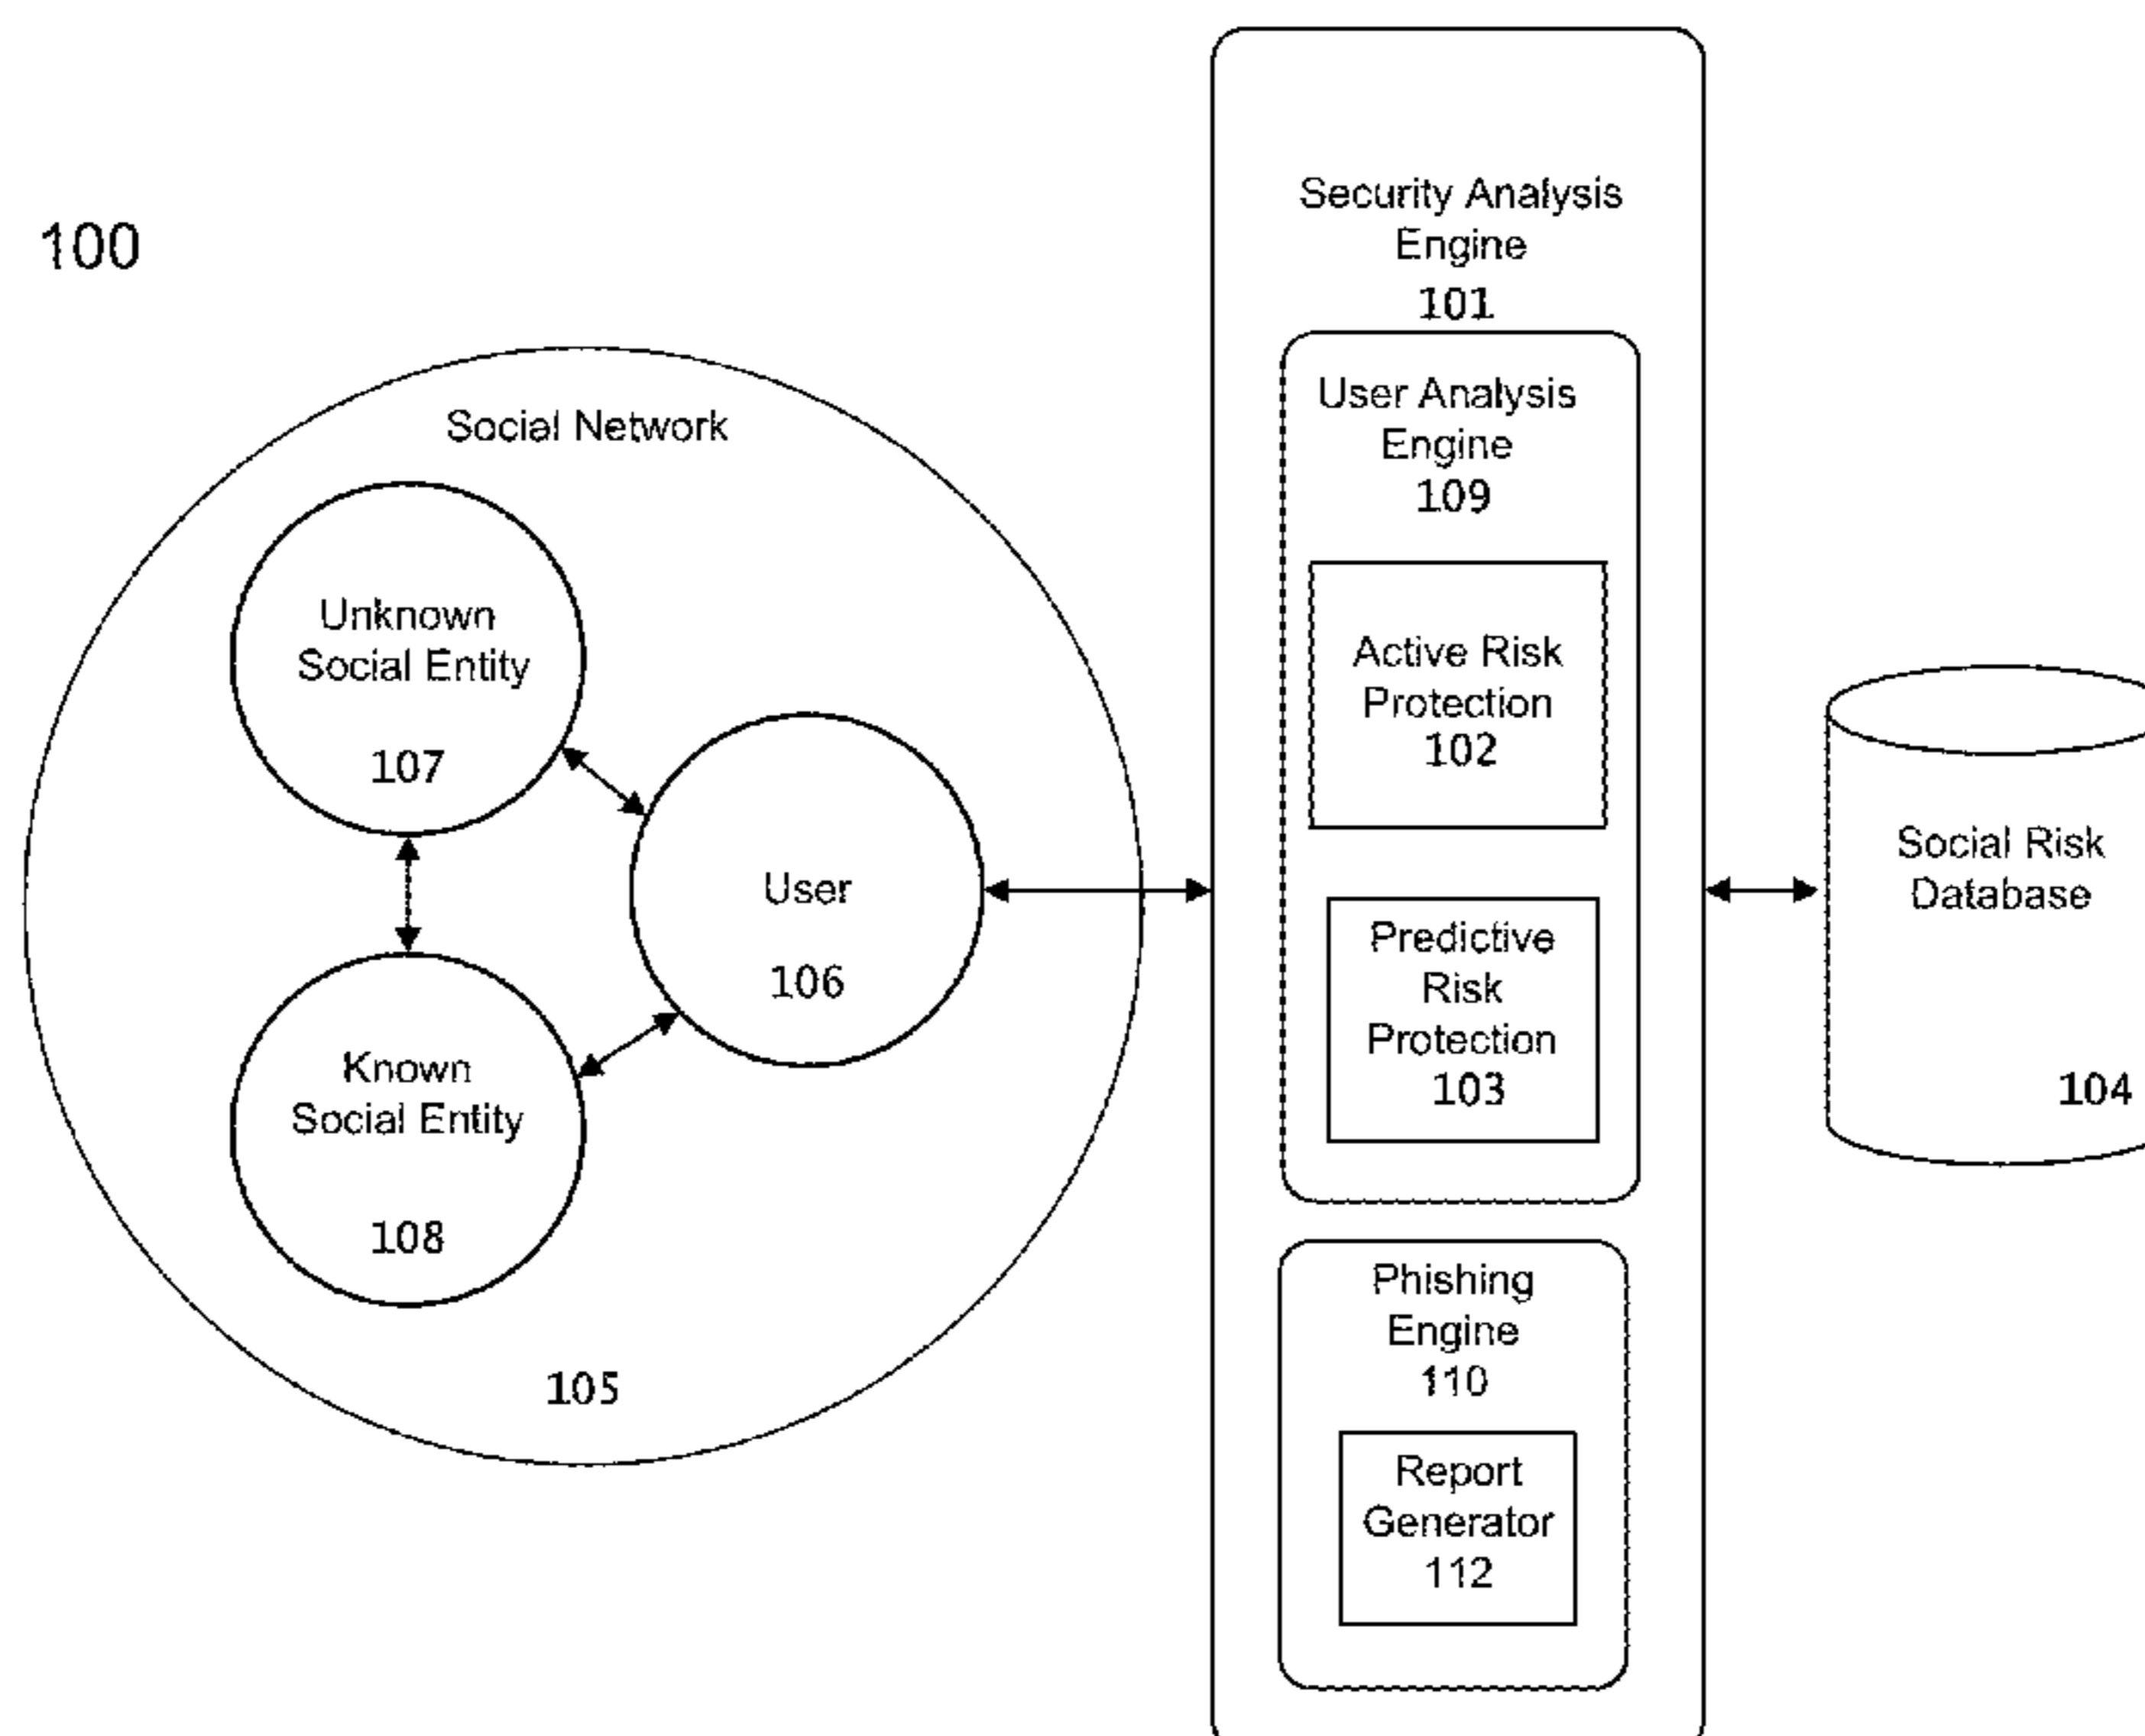 100
Social Network
Unknown
Social Entity
107
User
106
Known
Social Entity
108
105
Security Analysis
Engine
101
User Analysis
Engine
109
Active Risk
Protection
102
Predictive
Risk
Protection
103
Phishing
Engine
110
Report
Generator
112
Social Risk
Database
104